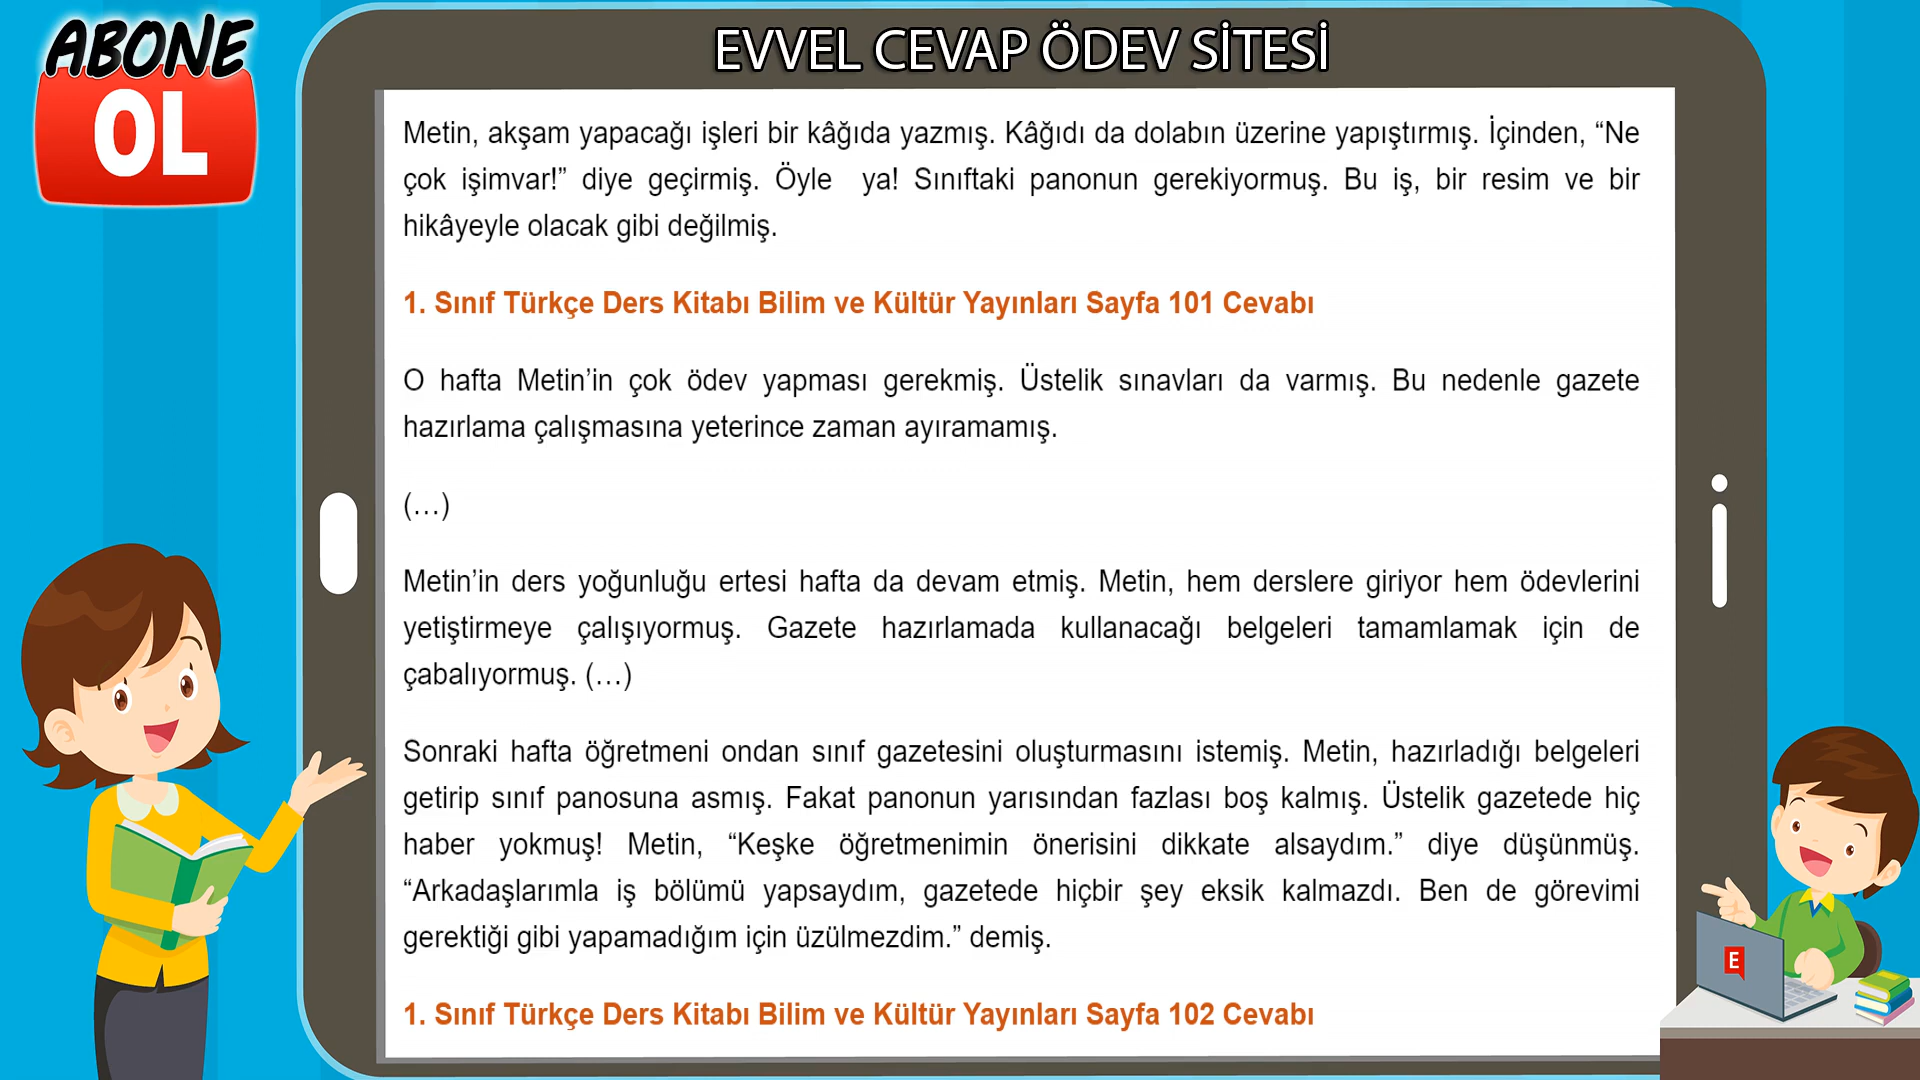 ABONE
OL
EVVEL CEVAP ÖDEV SİTESİ
Metin, akşam yapacağı işleri bir kâğıda yazmış. Kâğıdı da dolabın üzerine yapıştırmış. İçinden, “Ne
çok işimvar!” diye geçirmiş. Öyle  ya! Sınıftaki panonun gerekiyormuş. Bu iş, bir resim ve bir
hikâyeyle olacak gibi değilmiş.
1. Sınıf Türkçe Ders Kitabı Bilim ve Kültür Yayınları Sayfa 101 Cevabı
O hafta Metin’in çok ödev yapması gerekmiş. Üstelik sınavları da varmış. Bu nedenle gazete
hazırlama çalışmasına yeterince zaman ayıramamış.
(…)
Metin’in ders yoğunluğu ertesi hafta da devam etmiş. Metin, hem derslere giriyor hem ödevlerini
yetiştirmeye çalışıyormuş. Gazete hazırlamada kullanacağı belgeleri tamamlamak için de
çabalıyormuş. (…)
Sonraki hafta öğretmeni ondan sınıf gazetesini oluşturmasını istemiş. Metin, hazırladığı belgeleri
getirip sınıf panosuna asmış. Fakat panonun yarısından fazlası boş kalmış. Üstelik gazetede hiç
haber yokmuş! Metin, “Keşke öğretmenimin önerisini dikkate alsaydım.” diye düşünmüş.
“Arkadaşlarımla iş bölümü yapsaydım, gazetede hiçbir şey eksik kalmazdı. Ben de görevimi
gerektiği gibi yapamadığım için üzülmezdim.” demiş.
1. Sınıf Türkçe Ders Kitabı Bilim ve Kültür Yayınları Sayfa 102 Cevabı
E